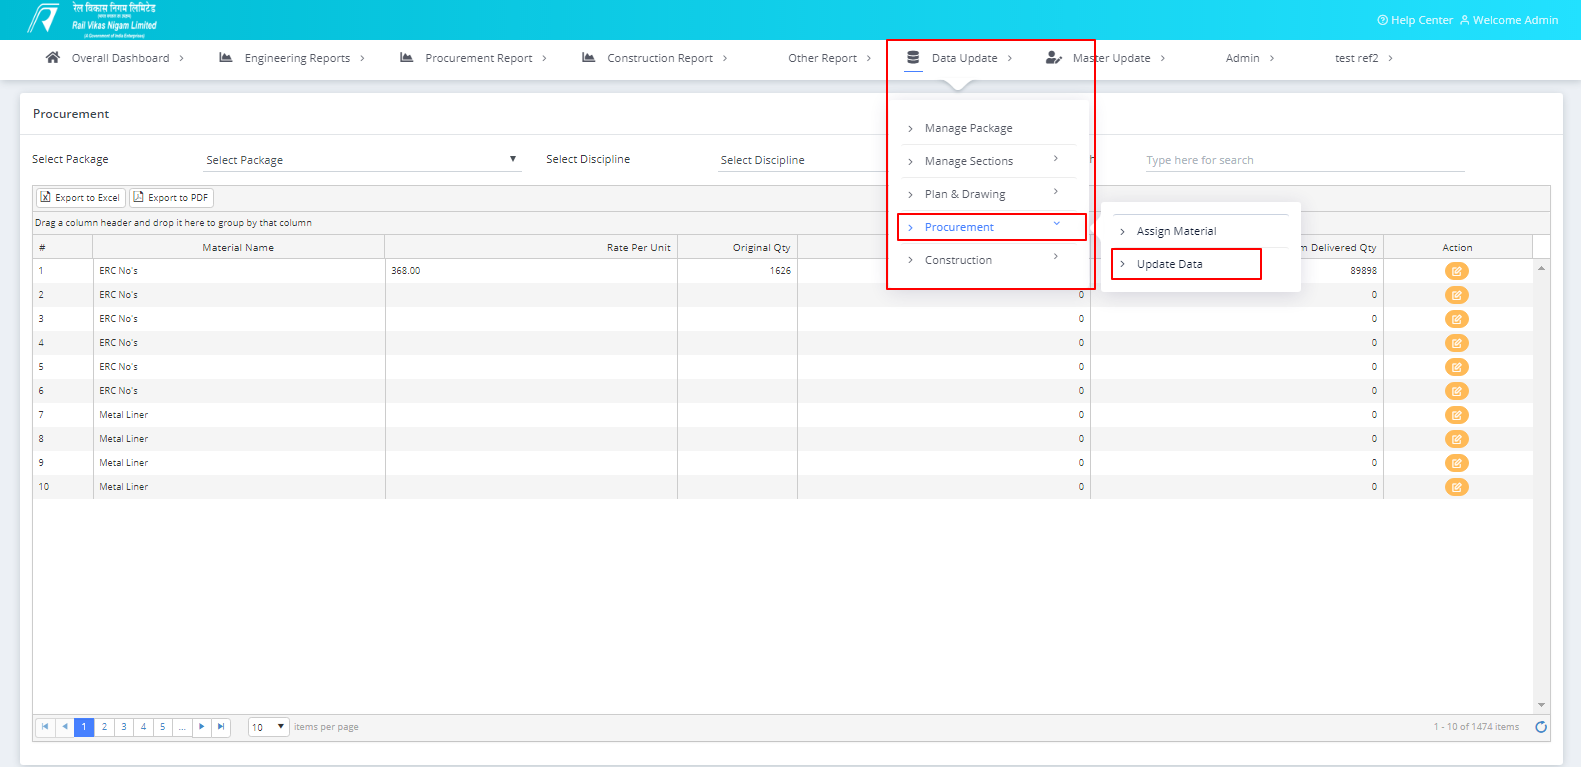 रेल विकास निगम लिमिटेड
Rail Vikas Nigam Limited
(A Government of India Enterprise)
Help Center Welcome Admin
Overall Dashboard Engineering Reports Procurement Report Construction Report Other Report Data Update Master Update Admin test ref2
Procurement
Manage Package
Select Package Select Package Select Discipline Select Discipline Type here for search
Manage Sections
Plan & Drawing
Procurement
Construction
Assign Material
Update Data
Export to Excel Export to PDF
Drag a column header and drop it here to group by that column
# Material Name Rate Per Unit Original Qty m Delivered Qty Action
1 ERC No's 368.00 1626 89898
2 ERC No's 0 0
3 ERC No's 0 0
4 ERC No's 0 0
5 ERC No's 0 0
6 ERC No's 0 0
7 Metal Liner 0 0
8 Metal Liner 0 0
9 Metal Liner 0 0
10 Metal Liner 0 0
1 2 3 4 5 ... 10 items per page 1 - 10 of 1474 items